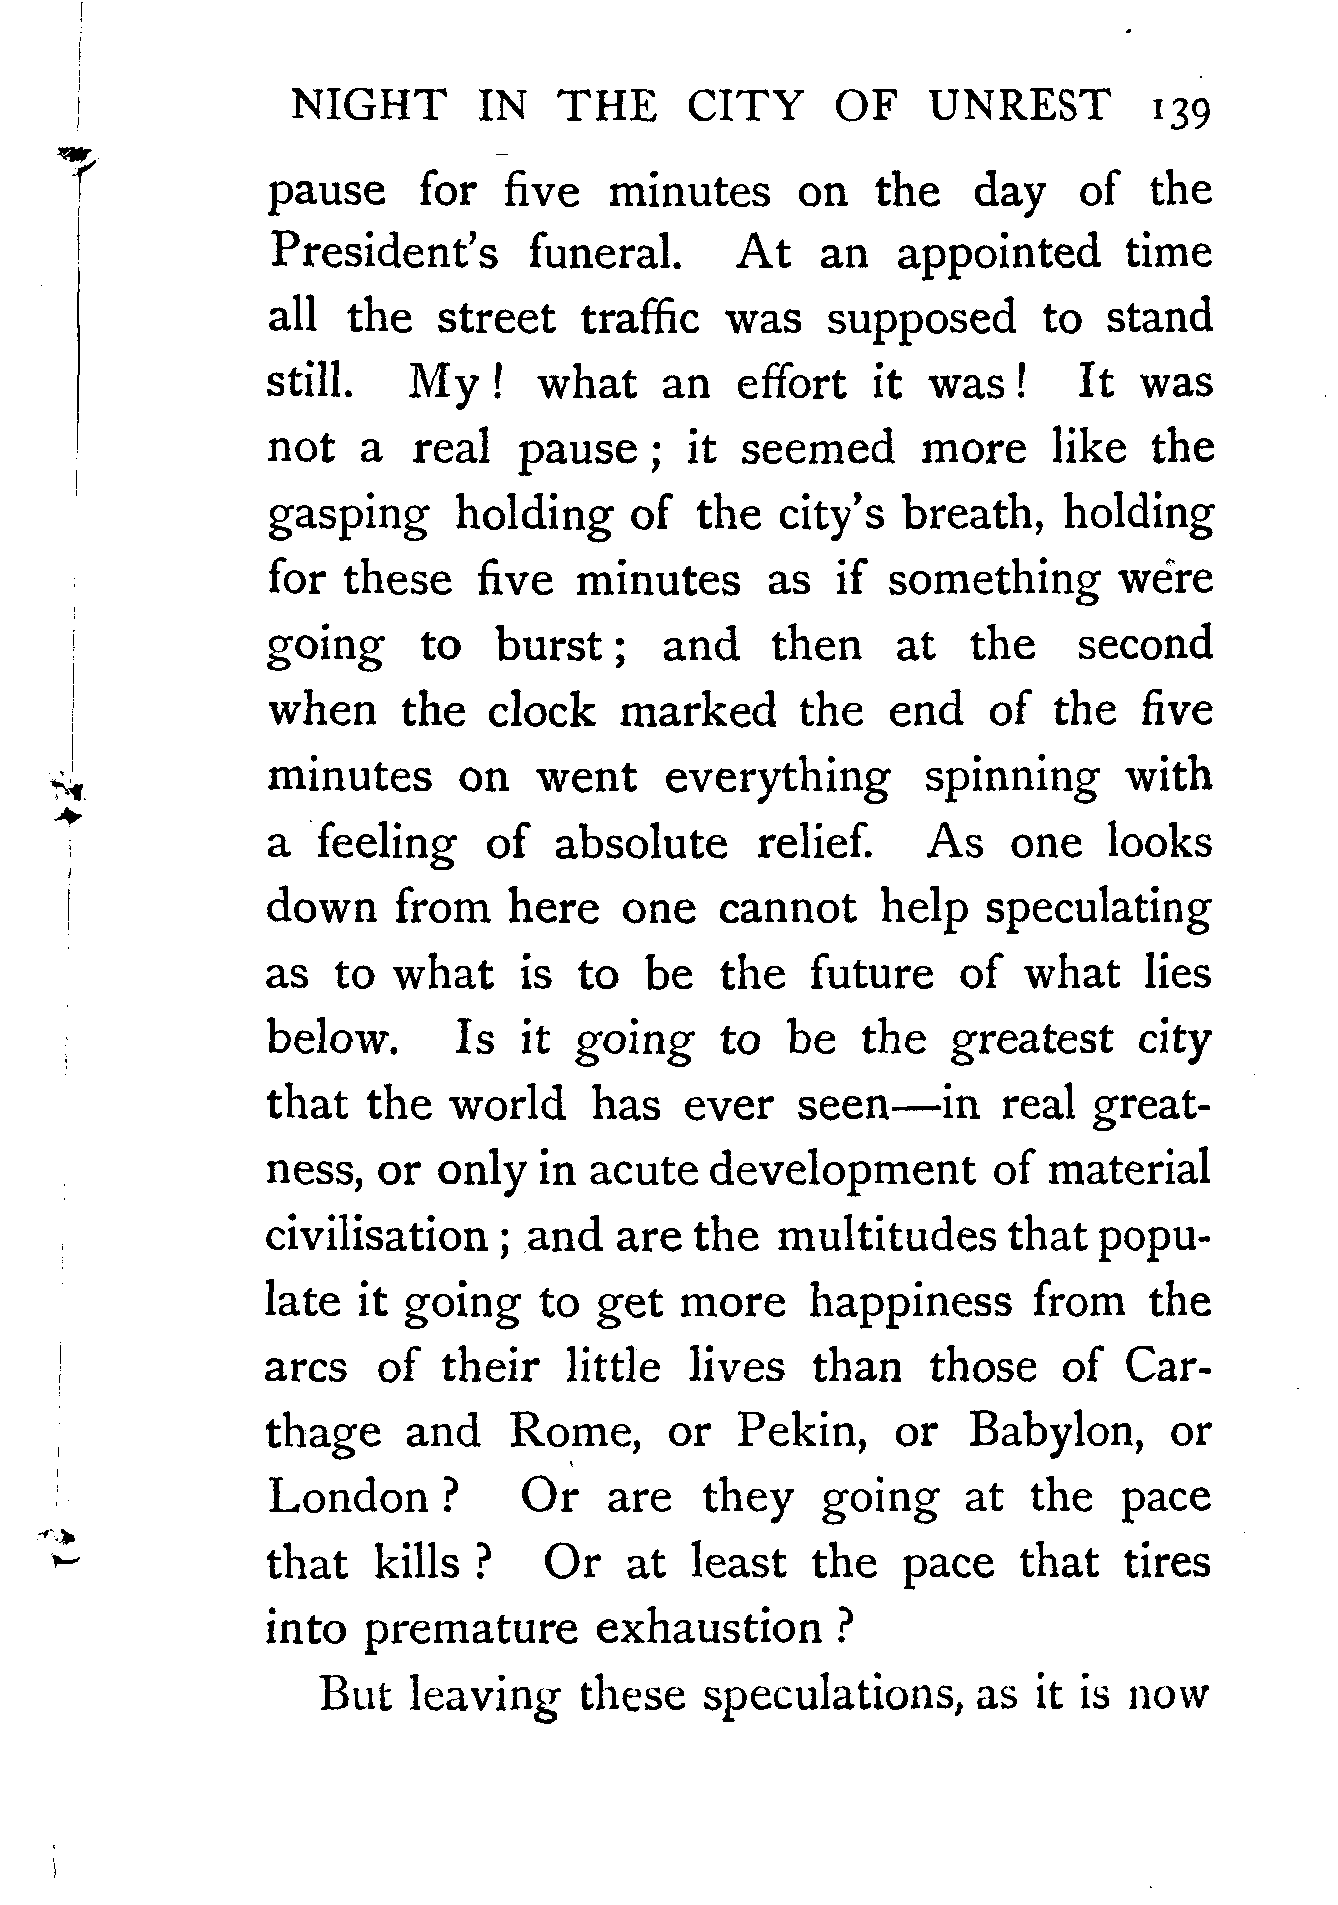 NIGHT IN THE CITY OF UNREST 139
pause for five minutes on the day of the
President's funeral. At an appointed time
all the street traffic was supposed to stand
still. My! what an effort it was! It was
not a real pause; it seemed more like the
gasping holding of the city's breath, holding
for these five minutes as if something were
going to burst; and then at the second
when the clock marked the end of the five
minutes on went everything spinning with
a feeling of absolute relief. As one looks
down from here one cannot help speculating
as to what is to be the future of what lies
below. Is it going to be the greatest city
that the world has ever seen—in real great-
ness, or only in acute development of material
civilisation; and are the multitudes that popu-
late it going to get more happiness from the
arcs of their little lives than those of Car-
thage and Rome, or Pekin, or Babylon, or
London? Or are they going at the pace
that kills? Or at least the pace that tires
into premature exhaustion?
But leaving these speculations, as it is now